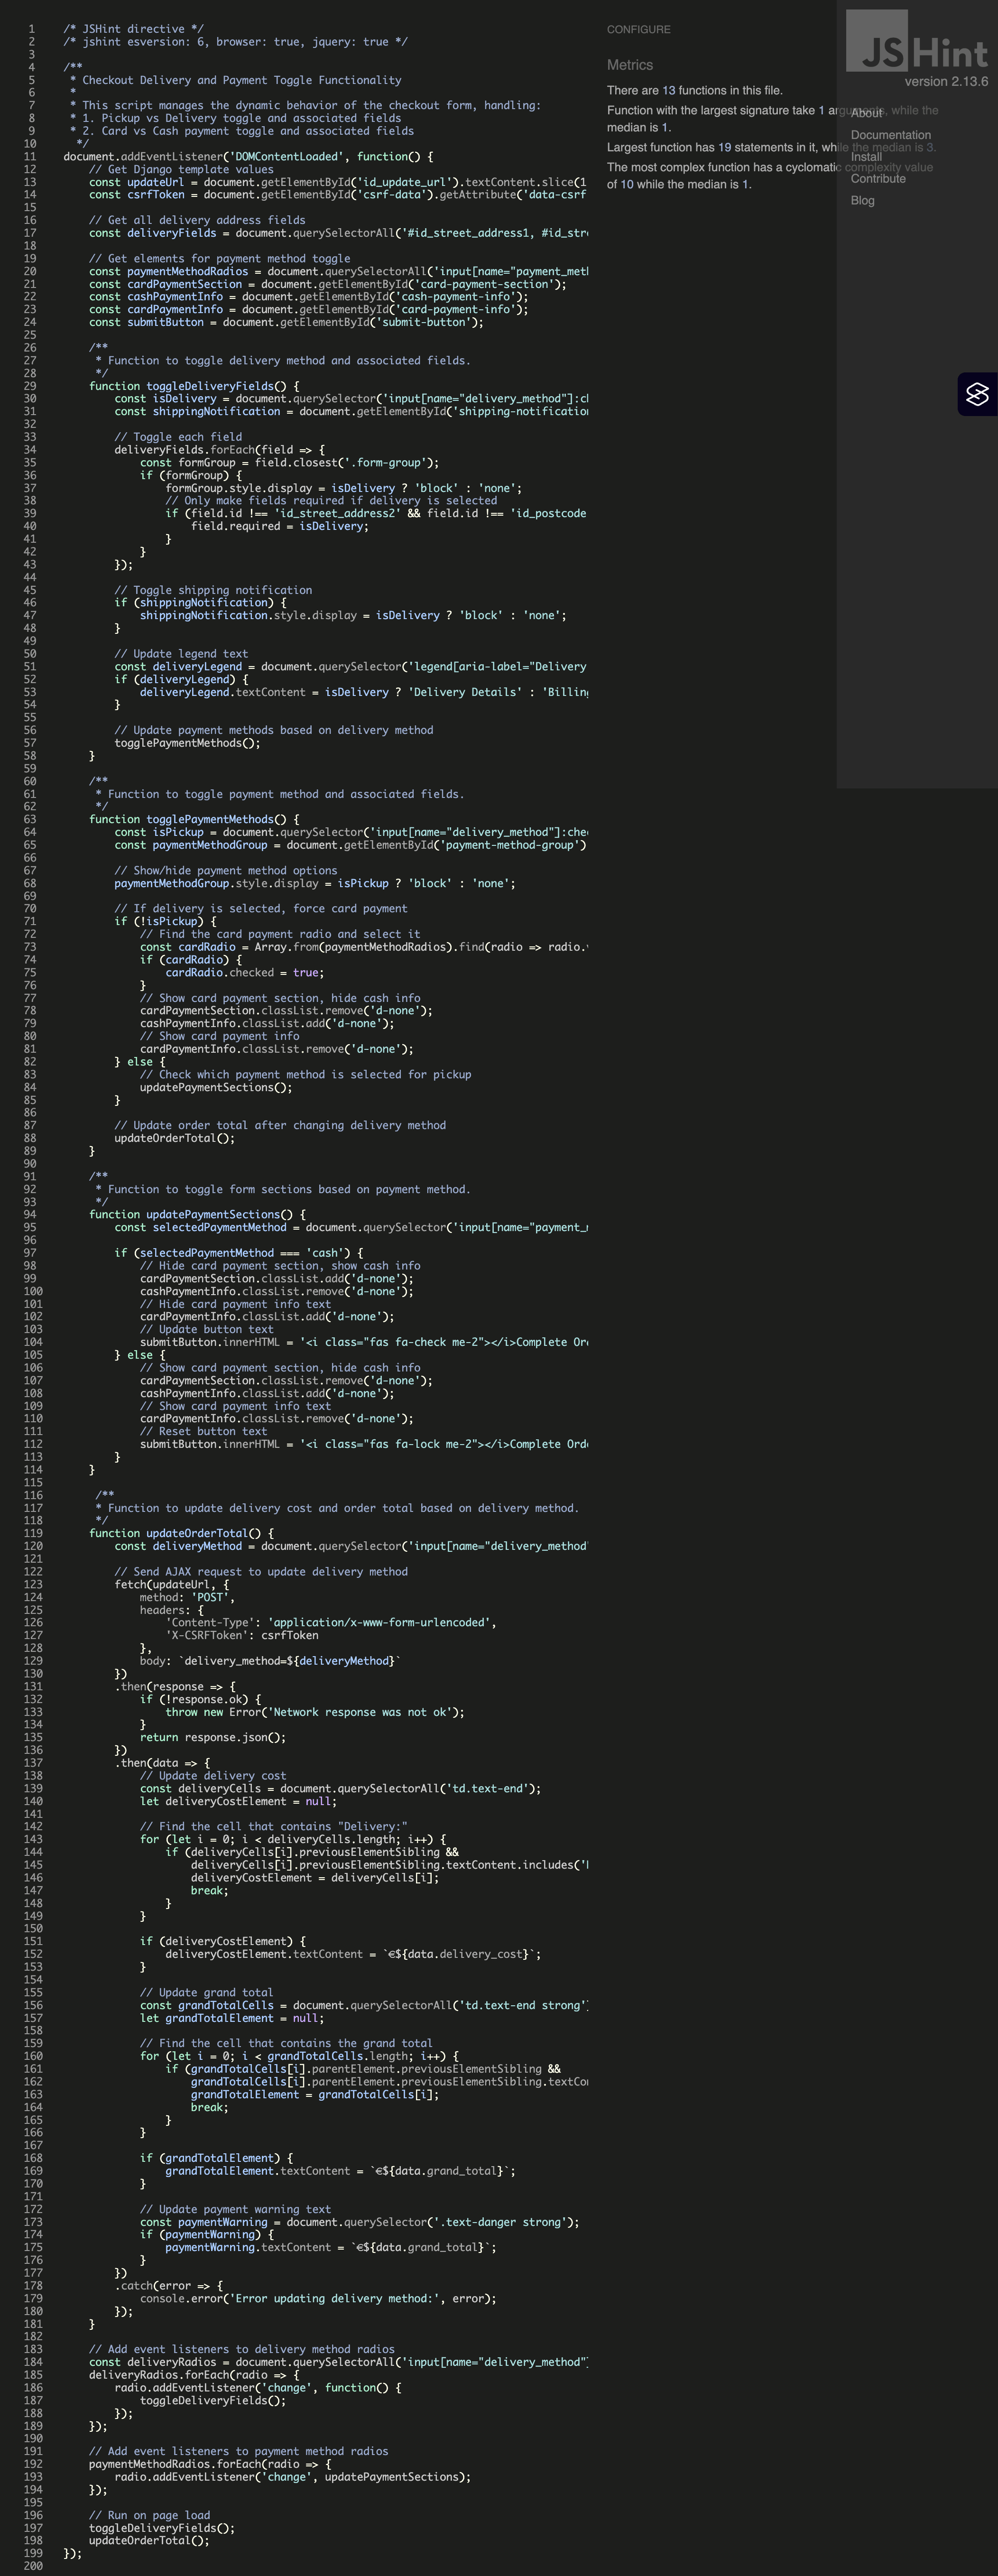 1 /* JSHint directive */
2 /* jshint esversion: 6, browser: true, jquery: true */
3
4 /**
5 * Checkout Delivery and Payment Toggle Functionality
6 *
7 * This script manages the dynamic behavior of the checkout form, handling:
8 * 1. Pickup vs Delivery toggle and associated fields
9 * 2. Card vs Cash payment toggle and associated fields
10 */
11 document.addEventListener('DOMContentLoaded', function() {
12 // Get Django template values
13 const updateUrl = document.getElementById('id_update_url').textContent.slice(1
14 const csrfToken = document.getElementById('csrf-data').getAttribute('data-csrf
15
16 // Get all delivery address fields
17 const deliveryFields = document.querySelectorAll('#id_street_address1, #id_stre
18
19 // Get elements for payment method toggle
20 const paymentMethodRadios = document.querySelectorAll('input[name="payment_meth
21 const cardPaymentSection = document.getElementById('card-payment-section');
22 const cashPaymentInfo = document.getElementById('cash-payment-info');
23 const cardPaymentInfo = document.getElementById('card-payment-info');
24 const submitButton = document.getElementById('submit-button');
25
26 /**
27 * Function to toggle delivery method and associated fields.
28 */
29 function toggleDeliveryFields() {
30 const isDelivery = document.querySelector('input[name="delivery_method"]:ch
31 const shippingNotification = document.getElementById('shipping-notification
32
33 // Toggle each field
34 deliveryFields.forEach(field => {
35 const formGroup = field.closest('.form-group');
36 if (formGroup) {
37 formGroup.style.display = isDelivery ? 'block' : 'none';
38 // Only make fields required if delivery is selected
39 if (field.id !== 'id_street_address2' && field.id !== 'id_postcode
40 field.required = isDelivery;
41 }
42 }
43 });
44
45 // Toggle shipping notification
46 if (shippingNotification) {
47 shippingNotification.style.display = isDelivery ? 'block' : 'none';
48 }
49
50 // Update legend text
51 const deliveryLegend = document.querySelector('legend[aria-label="Delivery
52 if (deliveryLegend) {
53 deliveryLegend.textContent = isDelivery ? 'Delivery Details' : 'Billing
54 }
55
56 // Update payment methods based on delivery method
57 togglePaymentMethods();
58 }
59
60 /**
61 * Function to toggle payment method and associated fields.
62 */
63 function togglePaymentMethods() {
64 const isPickup = document.querySelector('input[name="delivery_method"]:chec
65 const paymentMethodGroup = document.getElementById('payment-method-group')
66
67 // Show/hide payment method options
68 paymentMethodGroup.style.display = isPickup ? 'block' : 'none';
69
70 // If delivery is selected, force card payment
71 if (!isPickup) {
72 // Find the card payment radio and select it
73 const cardRadio = Array.from(paymentMethodRadios).find(radio => radio.v
74 if (cardRadio) {
75 cardRadio.checked = true;
76 }
77 // Show card payment section, hide cash info
78 cardPaymentSection.classList.remove('d-none');
79 cashPaymentInfo.classList.add('d-none');
80 // Show card payment info
81 cardPaymentInfo.classList.remove('d-none');
82 } else {
83 // Check which payment method is selected for pickup
84 updatePaymentSections();
85 }
86
87 // Update order total after changing delivery method
88 updateOrderTotal();
89 }
90
91 /**
92 * Function to toggle form sections based on payment method.
93 */
94 function updatePaymentSections() {
95 const selectedPaymentMethod = document.querySelector('input[name="payment_m
96
97 if (selectedPaymentMethod === 'cash') {
98 // Hide card payment section, show cash info
99 cardPaymentSection.classList.add('d-none');
100 cashPaymentInfo.classList.remove('d-none');
101 // Hide card payment info text
102 cardPaymentInfo.classList.add('d-none');
103 // Update button text
104 submitButton.innerHTML = '<i class="fas fa-check me-2"></i>Complete Ord
105 } else {
106 // Show card payment section, hide cash info
107 cardPaymentSection.classList.remove('d-none');
108 cashPaymentInfo.classList.add('d-none');
109 // Show card payment info text
110 cardPaymentInfo.classList.remove('d-none');
111 // Reset button text
112 submitButton.innerHTML = '<i class="fas fa-lock me-2"></i>Complete Orde
113 }
114 }
115
116 /**
117 * Function to update delivery cost and order total based on delivery method.
118 */
119 function updateOrderTotal() {
120 const deliveryMethod = document.querySelector('input[name="delivery_method"
121
122 // Send AJAX request to update delivery method
123 fetch(updateUrl, {
124 method: 'POST',
125 headers: {
126 'Content-Type': 'application/x-www-form-urlencoded',
127 'X-CSRFToken': csrfToken
128 },
129 body: `delivery_method=${deliveryMethod}`
130 })
131 .then(response => {
132 if (!response.ok) {
133 throw new Error('Network response was not ok');
134 }
135 return response.json();
136 })
137 .then(data => {
138 // Update delivery cost
139 const deliveryCells = document.querySelectorAll('td.text-end');
140 let deliveryCostElement = null;
141
142 // Find the cell that contains "Delivery:"
143 for (let i = 0; i < deliveryCells.length; i++) {
144 if (deliveryCells[i].previousElementSibling &&
145 deliveryCells[i].previousElementSibling.textContent.includes('
146 deliveryCostElement = deliveryCells[i];
147 break;
148 }
149 }
150
151 if (deliveryCostElement) {
152 deliveryCostElement.textContent = `€${data.delivery_cost}`;
153 }
154
155 // Update grand total
156 const grandTotalCells = document.querySelectorAll('td.text-end strong')
157 let grandTotalElement = null;
158
159 // Find the cell that contains the grand total
160 for (let i = 0; i < grandTotalCells.length; i++) {
161 if (grandTotalCells[i].parentElement.previousElementSibling &&
162 grandTotalCells[i].parentElement.previousElementSibling.textCon
163 grandTotalElement = grandTotalCells[i];
164 break;
165 }
166 }
167
168 if (grandTotalElement) {
169 grandTotalElement.textContent = `€${data.grand_total}`;
170 }
171
172 // Update payment warning text
173 const paymentWarning = document.querySelector('.text-danger strong');
174 if (paymentWarning) {
175 paymentWarning.textContent = `€${data.grand_total}`;
176 }
177 })
178 .catch(error => {
179 console.error('Error updating delivery method:', error);
180 });
181 }
182
183 // Add event listeners to delivery method radios
184 const deliveryRadios = document.querySelectorAll('input[name="delivery_method"]
185 deliveryRadios.forEach(radio => {
186 radio.addEventListener('change', function() {
187 toggleDeliveryFields();
188 });
189 });
190
191 // Add event listeners to payment method radios
192 paymentMethodRadios.forEach(radio => {
193 radio.addEventListener('change', updatePaymentSections);
194 });
195
196 // Run on page load
197 toggleDeliveryFields();
198 updateOrderTotal();
199 });
200
CONFIGURE
Metrics
There are 13 functions in this file.
Function with the largest signature take 1 arguments, while the
median is 1.
Largest function has 19 statements in it, while the median is 3.
The most complex function has a cyclomatic complexity value
of 10 while the median is 1.
JSHint
version 2.13.6
About
Documentation
Install
Contribute
Blog